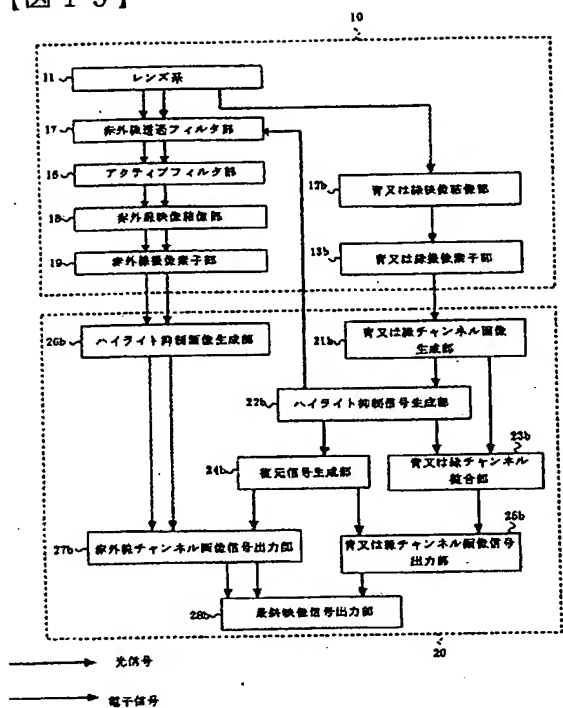 【図１５】
10
11
レンズ系
17
赤外線透過フィルタ部
16
アクティブフィルタ部
12b
青又は緑映像結像部
18
赤外線映像結像部
13b
青又は緑撮像素子部
19
赤外線撮像素子部
26b
ハイライト抑制画像生成部
21b
青又は緑チャンネル画像
生成部
22b
ハイライト抑制信号生成部
23b
青又は緑チャンネル
整合部
24b
復元信号生成部
25b
27b
赤外線チャンネル画像信号出力部
青又は緑チャンネル画像信号
出力部
28b
最終映像信号出力部
20
光信号
電子信号